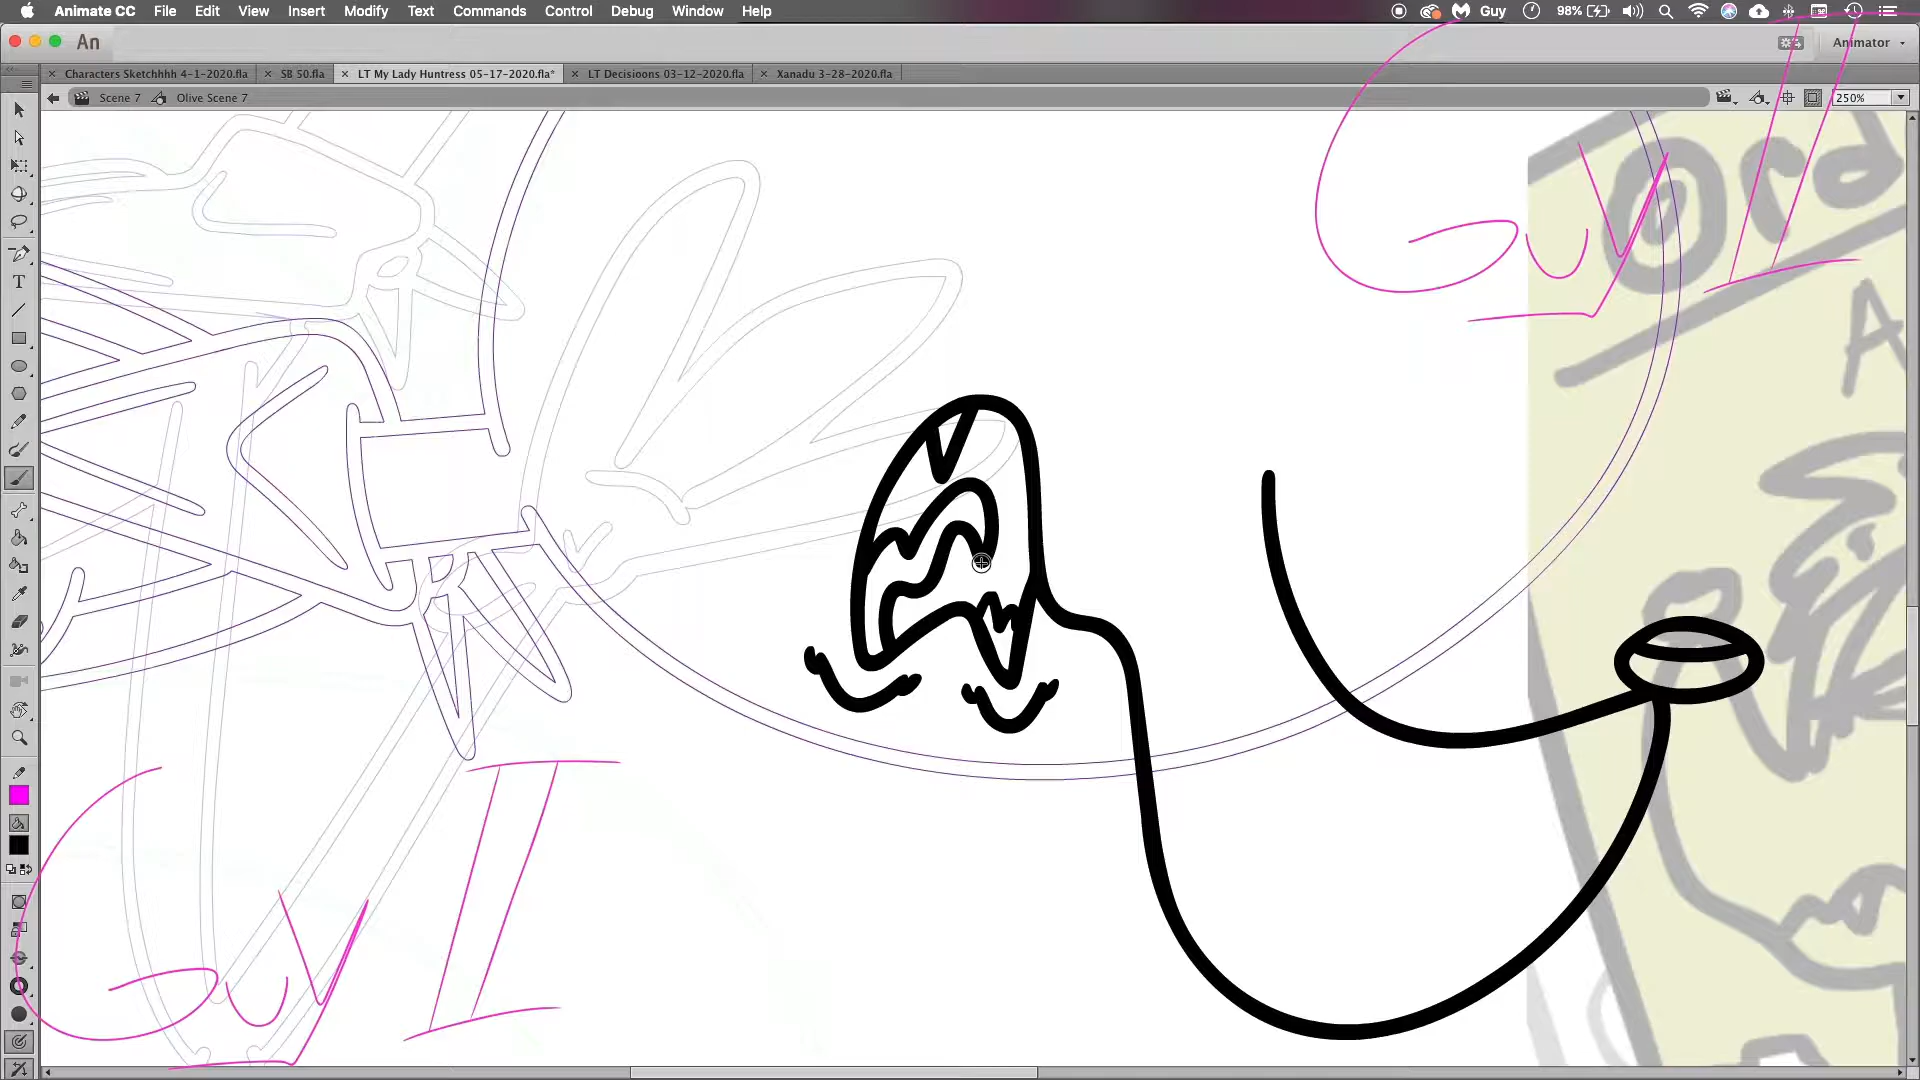 Animate CC File Edit View Insert Modify Text Commands Control Debug Window Help 98% Guy
An Animator
Characters Sketchhhh 4-1-2020.fla SB 50.fla LT My Lady Huntress 05-17-2020.fla* LT Decisioons 03-12-2020.fla Xanadu 3-28-2020.fla
Scene 7 Olive Scene 7 250%
Guy I
Ord
A
T
Guy I